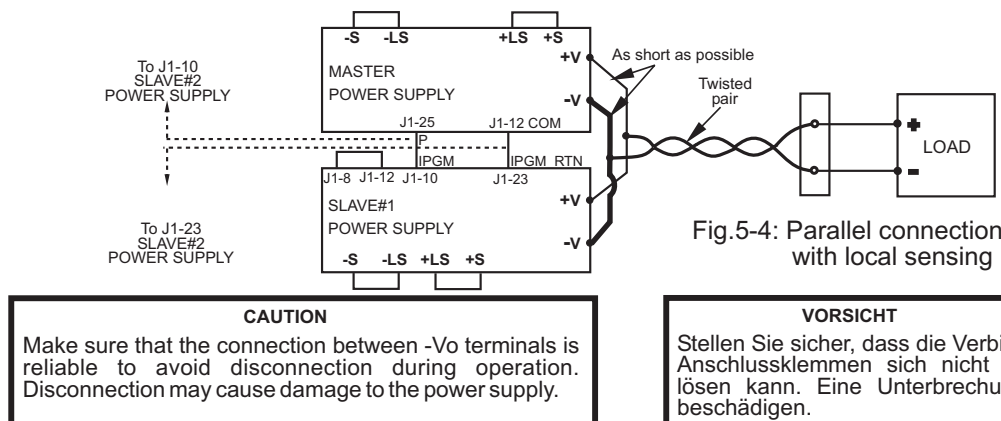 -S -LS +LS +S
+V
As short as possible
To J1-10
SLAVE#2
POWER SUPPLY
MASTER
POWER SUPPLY
Twisted
pair
-V
J1-25 J1-12 COM
P
+
LOAD
-
IPGM IPGM RTN
J1-8 J1-12 J1-10 J1-23
SLAVE#1
POWER SUPPLY
+V
-V
To J1-23
SLAVE#2
POWER SUPPLY
-S -LS +LS +S
Fig.5-4: Parallel connection
with local sensing
CAUTION
Make sure that the connection between -Vo terminals is
reliable to avoid disconnection during operation.
Disconnection may cause damage to the power supply.
VORSICHT
Stellen Sie sicher, dass die
Anschlussklemmen sich nicht
lösen kann. Eine
beschädigen.